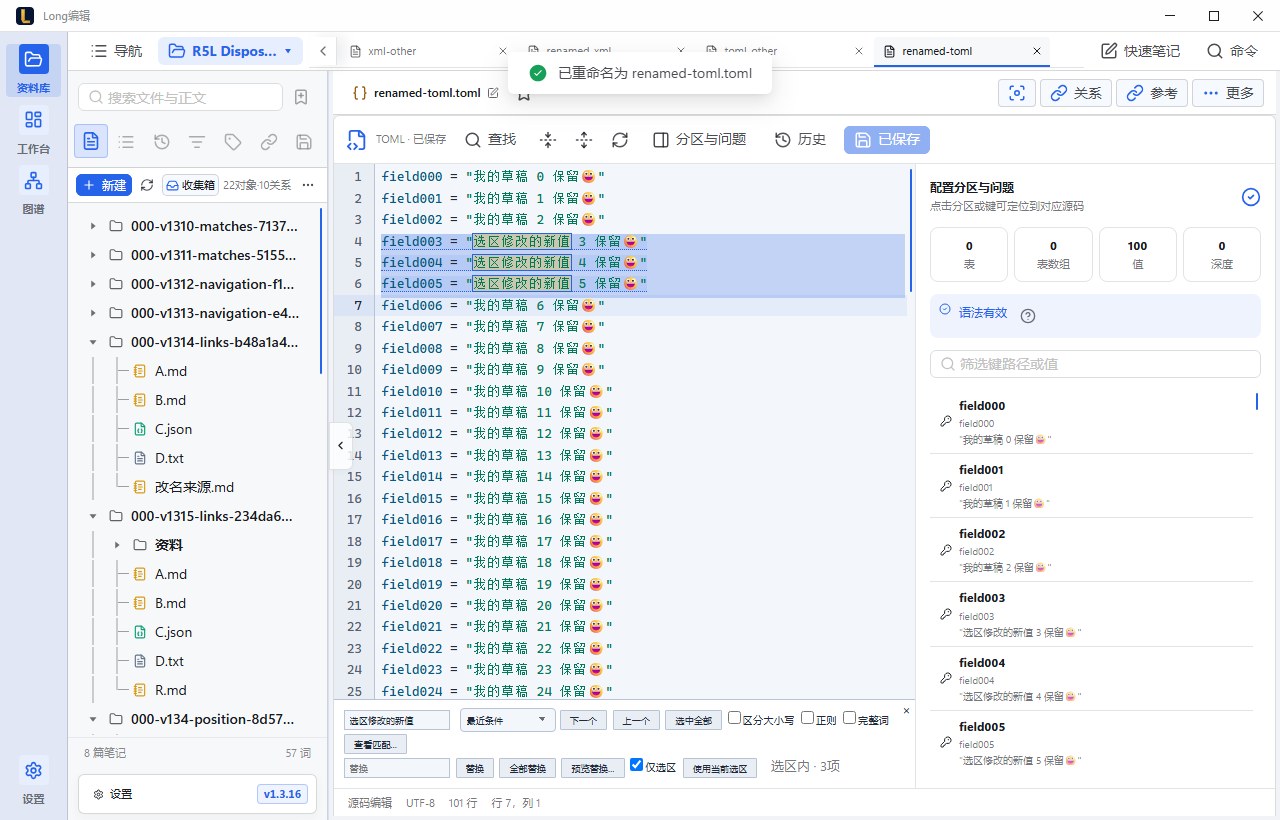 Long编辑
资料库
工作台
图谱
设置
导航
R5L Dispos...
xml-other
renamed-xml
toml-other
renamed-toml
快速笔记
命令
已重命名为 renamed-toml.toml
搜索文件与正文
新建
收集箱
22对象·10关系
000-v1310-matches-7137...
000-v1311-matches-5155...
000-v1312-navigation-f1...
000-v1313-navigation-e4...
000-v1314-links-b48a1a4...
A.md
B.md
C.json
D.txt
改名来源.md
000-v1315-links-234da6...
资料
A.md
B.md
C.json
D.txt
R.md
000-v134-position-8d57...
8 篇笔记
57 词
设置
v1.3.16
renamed-toml.toml
关系
参考
更多
TOML · 已保存
查找
分区与问题
历史
已保存
1 field000 = "我的草稿 0 保留😀"
2 field001 = "我的草稿 1 保留😀"
3 field002 = "我的草稿 2 保留😀"
4 field003 = "选区修改的新值 3 保留😀"
5 field004 = "选区修改的新值 4 保留😀"
6 field005 = "选区修改的新值 5 保留😀"
7 field006 = "我的草稿 6 保留😀"
8 field007 = "我的草稿 7 保留😀"
9 field008 = "我的草稿 8 保留😀"
10 field009 = "我的草稿 9 保留😀"
11 field010 = "我的草稿 10 保留😀"
12 field011 = "我的草稿 11 保留😀"
13 field012 = "我的草稿 12 保留😀"
14 field013 = "我的草稿 13 保留😀"
15 field014 = "我的草稿 14 保留😀"
16 field015 = "我的草稿 15 保留😀"
17 field016 = "我的草稿 16 保留😀"
18 field017 = "我的草稿 17 保留😀"
19 field018 = "我的草稿 18 保留😀"
20 field019 = "我的草稿 19 保留😀"
21 field020 = "我的草稿 20 保留😀"
22 field021 = "我的草稿 21 保留😀"
23 field022 = "我的草稿 22 保留😀"
24 field023 = "我的草稿 23 保留😀"
25 field024 = "我的草稿 24 保留😀"
选区修改的新值 最近条件 下一个 上一个 选中全部 区分大小写 正则 完整词
查看匹配...
替换 替换 全部替换 预览替换... 仅选区 使用当前选区 选区内 · 3项
源码编辑 UTF-8 101 行 行 7，列 1
配置分区与问题
点击分区或键可定位到对应源码
0 0 100 0
表 表数组 值 深度
语法有效
筛选键路径或值
field000
field000
"我的草稿 0 保留😀"
field001
field001
"我的草稿 1 保留😀"
field002
field002
"我的草稿 2 保留😀"
field003
field003
"选区修改的新值 3 保留😀"
field004
field004
"选区修改的新值 4 保留😀"
field005
field005
"选区修改的新值 5 保留😀"